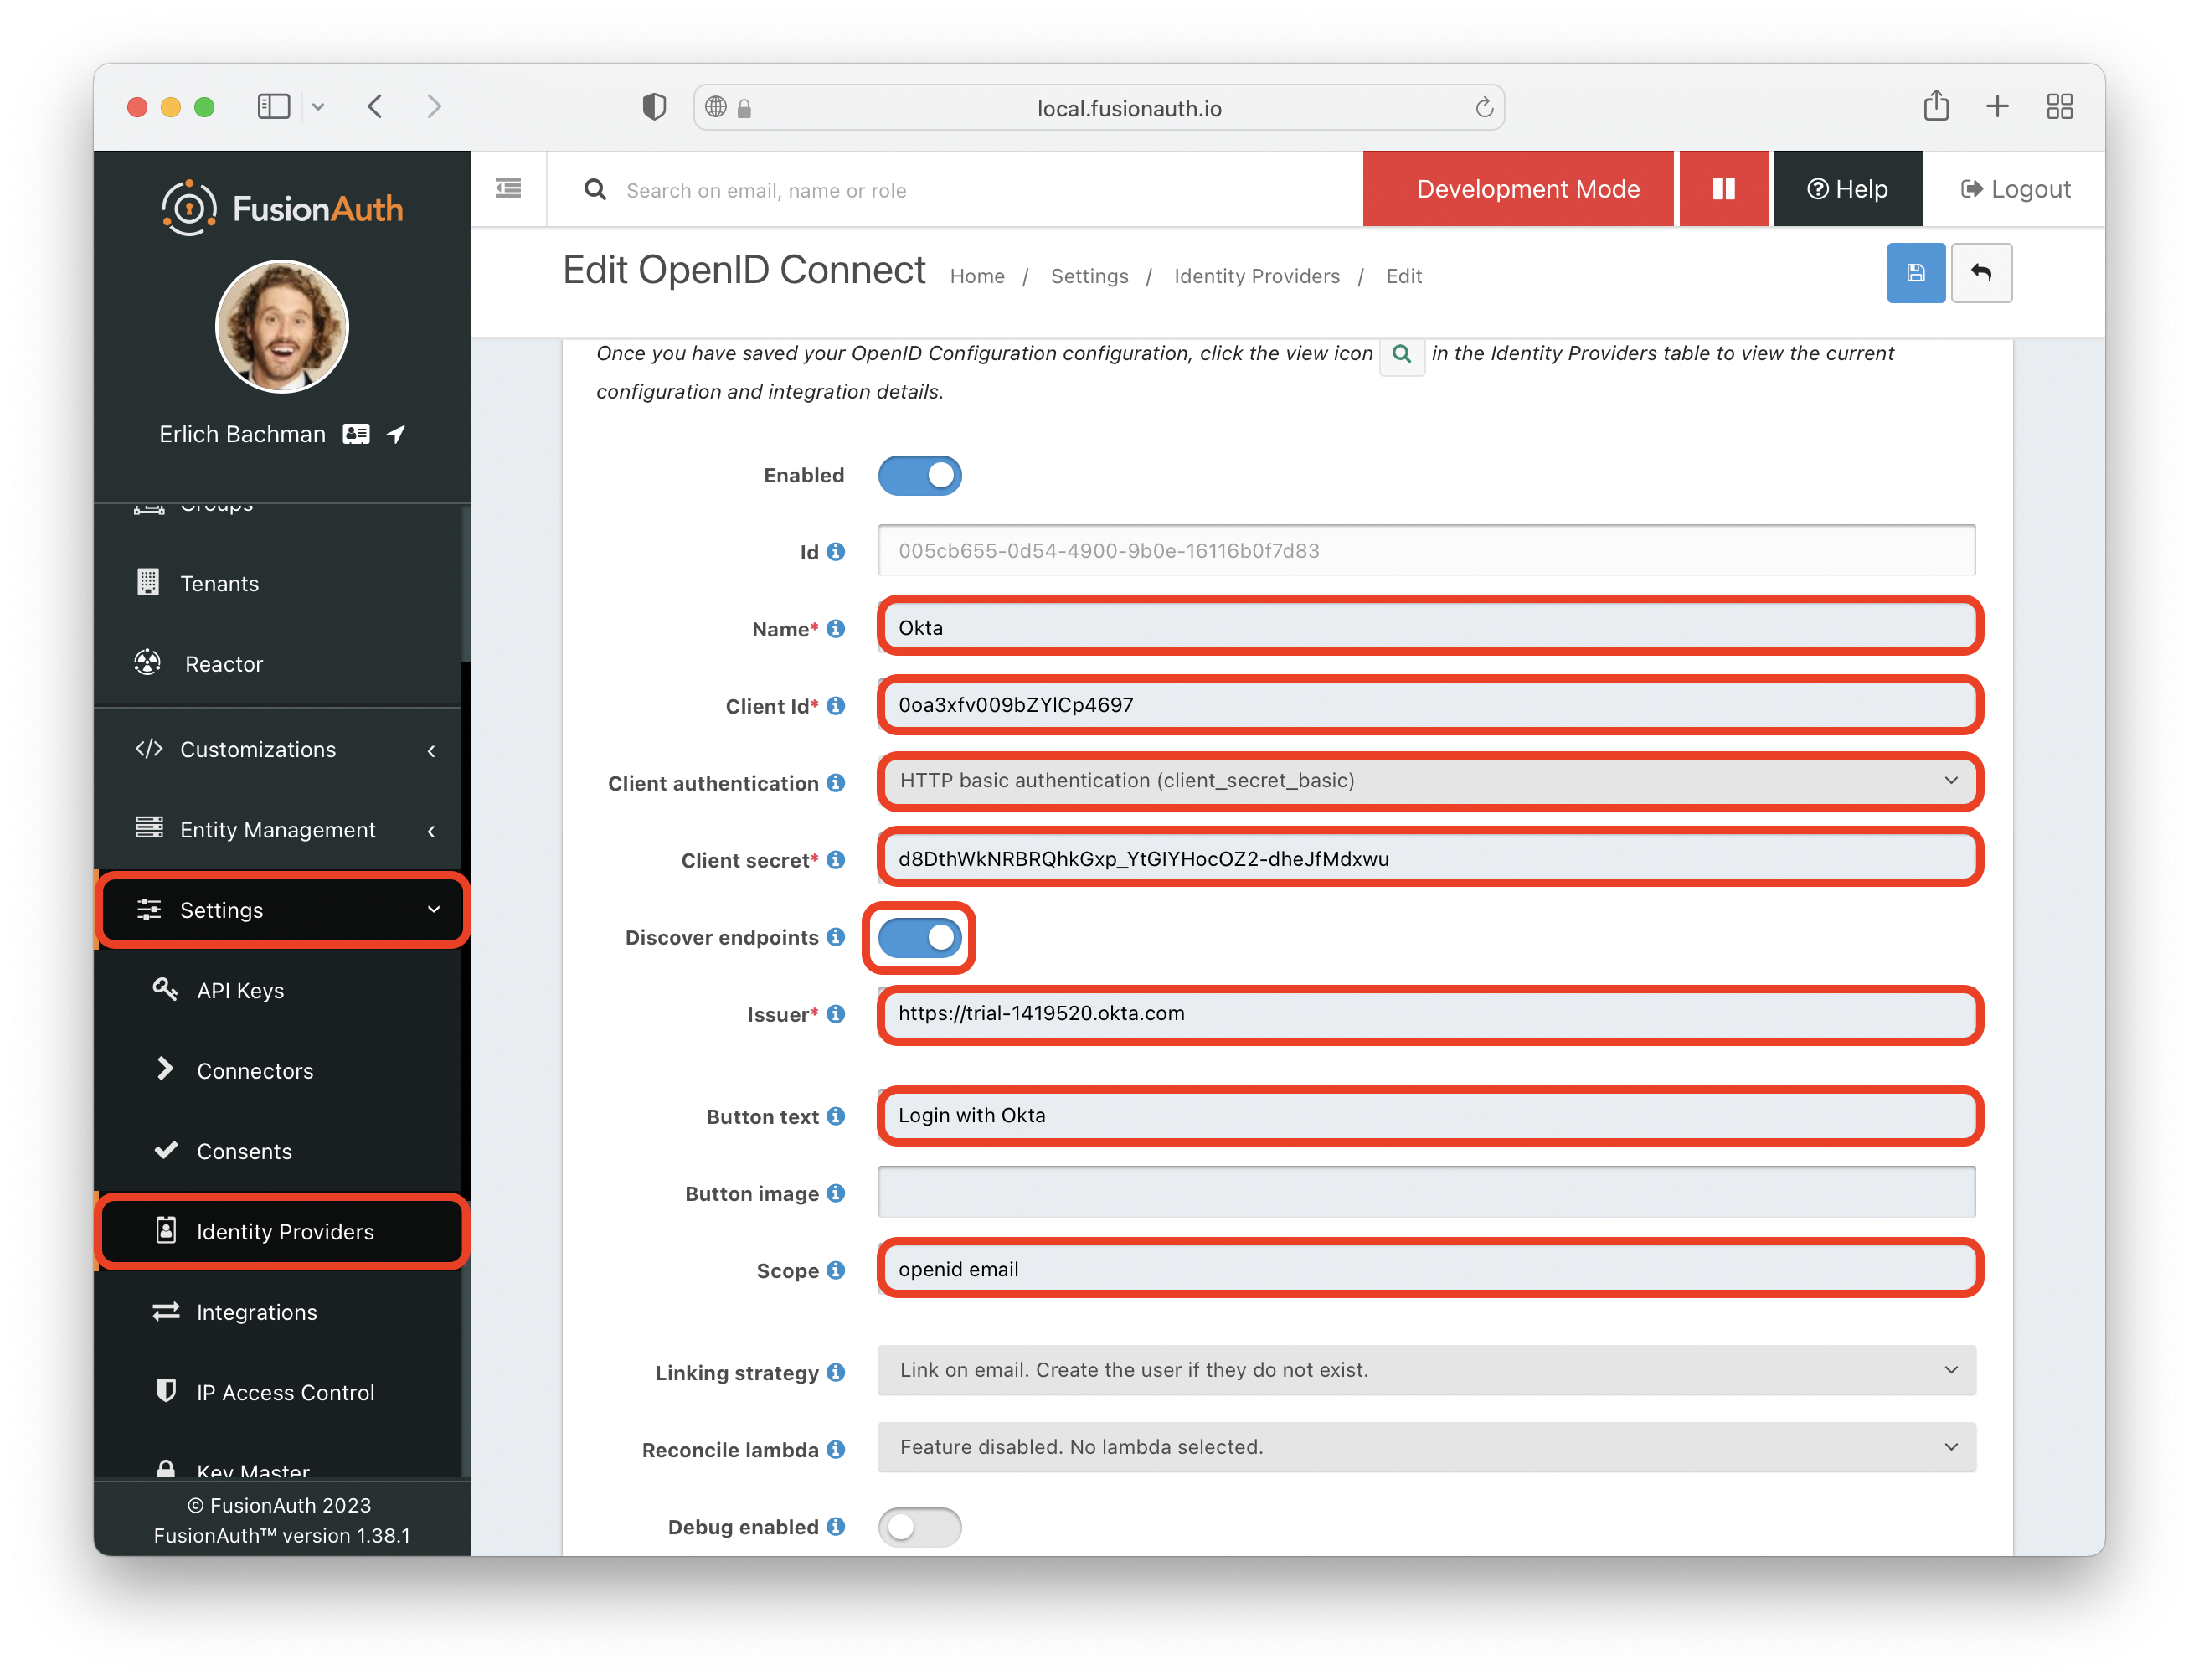 local.fusionauth.io
FusionAuth
Search on email, name or role
Development Mode
Help
Logout
Edit OpenID Connect
Home / Settings / Identity Providers / Edit
Erlich Bachman
Groups
Tenants
Reactor
Customizations
Entity Management
Settings
API Keys
Connectors
Consents
Identity Providers
Integrations
IP Access Control
Key Master
© FusionAuth 2023
FusionAuth™ version 1.38.1
Once you have saved your OpenID Configuration configuration, click the view icon in the Identity Providers table to view the current
configuration and integration details.
Enabled
Id 005cb655-0d54-4900-9b0e-16116b0f7d83
Name* Okta
Client Id* 0oa3xfv009bZYlCp4697
Client authentication HTTP basic authentication (client_secret_basic)
Client secret* d8DthWkNRBRQhkGxp_YtGIYHocOZ2-dheJfMdxwu
Discover endpoints
Issuer* https://trial-1419520.okta.com
Button text Login with Okta
Button image
Scope openid email
Linking strategy Link on email. Create the user if they do not exist.
Reconcile lambda Feature disabled. No lambda selected.
Debug enabled